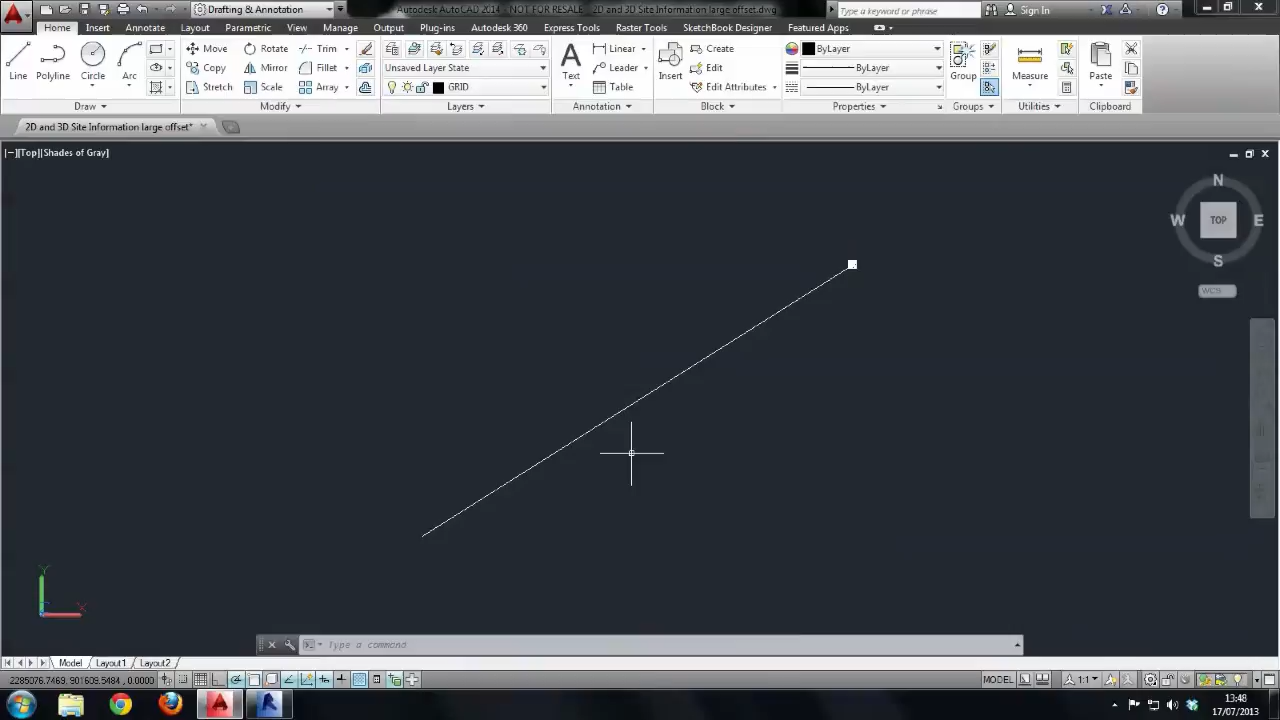 Drafting & Annotation
Autodesk AutoCAD 2014 - NOT FOR RESALE 2D and 3D Site Information large offset.dwg
Type a keyword or phrase
Sign In
Home Insert Annotate Layout Parametric View Manage Output Plug-ins Autodesk 360 Express Tools Raster Tools SketchBook Designer Featured Apps
Move Rotate Trim
Copy Mirror Fillet
Stretch Scale Array
Line Polyline Circle Arc
Unsaved Layer State
GRID
Text
Linear
Leader
Table
Insert
Create
Edit
Edit Attributes
ByLayer
ByLayer
ByLayer
Group
Measure
Paste
Draw Modify Layers Annotation Block Properties Groups Utilities Clipboard
2D and 3D Site Information large offset*
[–][Top][Shades of Gray]
N
W TOP E
S
WCS
Y
X
Type a command
Model Layout1 Layout2
2285076.7469, 901608.5484 , 0.0000
MODEL
1:1
13:48
17/07/2013